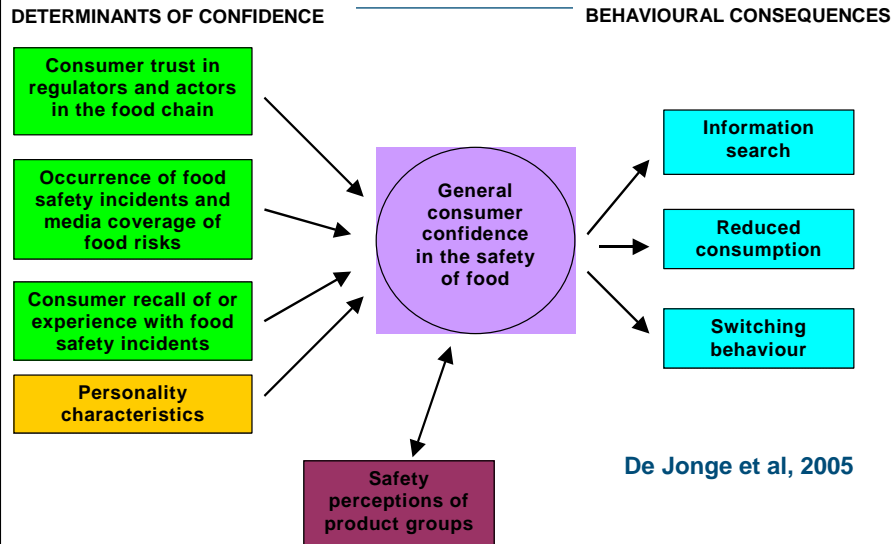 DETERMINANTS OF CONFIDENCE
BEHAVIOURAL CONSEQUENCES
Consumer trust in
regulators and actors
in the food chain
Occurrence of food
safety incidents and
media coverage of
food risks
Consumer recall of or
experience with food
safety incidents
Personality
characteristics
General
consumer
confidence
in the safety
of food
Safety
perceptions of
product groups
Information
search
Reduced
consumption
Switching
behaviour
De Jonge et al, 2005